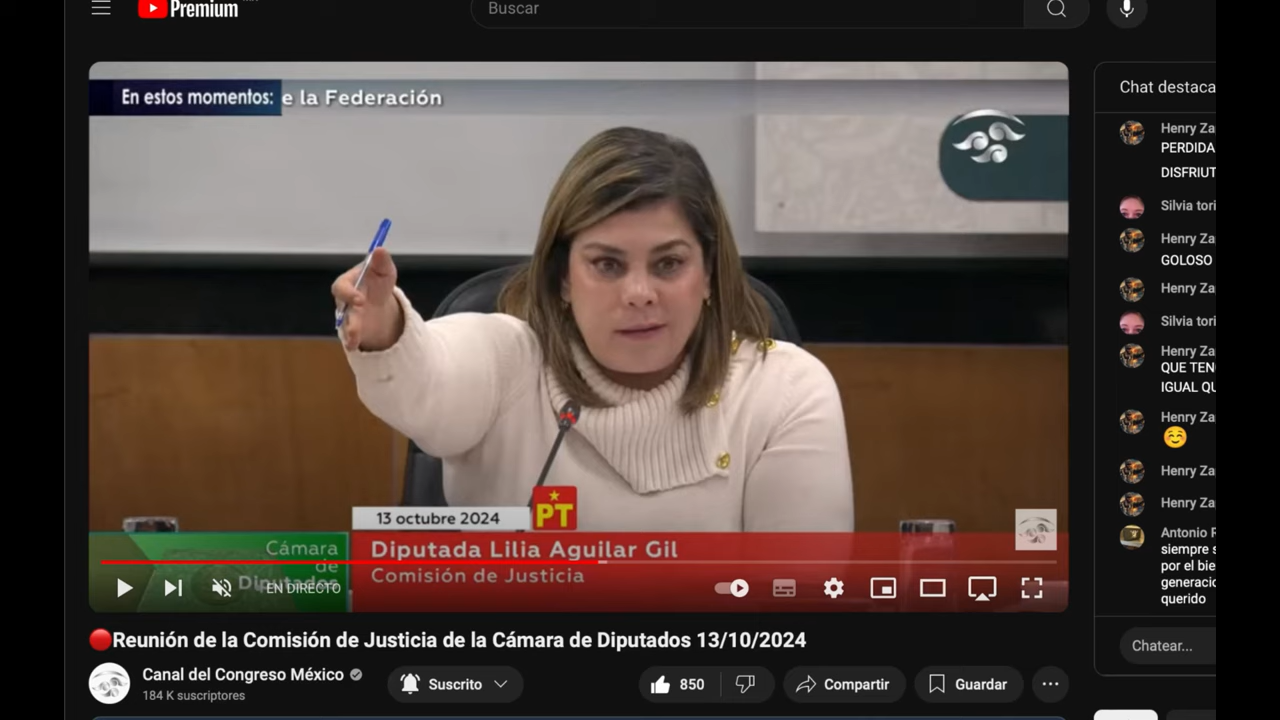 Premium
Buscar
En estos momentos: e la Federación
13 octubre 2024
PT
Cámara
de
Diputados
Diputada Lilia Aguilar Gil
Comisión de Justicia
EN DIRECTO
🔴Reunión de la Comisión de Justicia de la Cámara de Diputados 13/10/2024
Canal del Congreso México
184 K suscriptores
Suscrito
850
Compartir
Guardar
Chat destaca
Henry Za
PERDIDA
DISFRIUT
Silvia tori
Henry Za
GOLOSO
Henry Za
Silvia tori
Henry Za
QUE TEN
IGUAL QU
Henry Za
☺️
Henry Za
Henry Za
Antonio R
siempre s
por el bie
generacio
querido
Chatear...